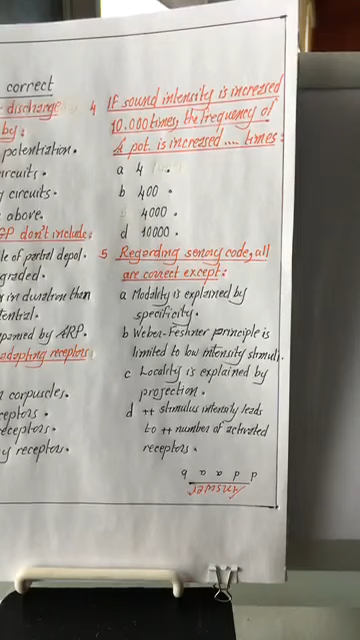 correct
discharge
by:
potentiation.
circuits.
circuits.
above.
GP don't include:
le of partial depol.
graded.
in duration than
tential.
panied by ARP.
adapting receptors
corpuscles.
ceptors.
receptors.
y receptors.
4 IF sound intensity is increased
10.000 times, the frequency of
A pot. is increased .... times:
a 4
b 400 .
4000 .
d 10000 .
5 Regarding sensory code, all
are correct except:
a Modality is explained by
specificity.
b Weber-Feshner principle is
limited to low intensity stimuli.
c Locality is explained by
projection.
d ++ stimulus intensity leads
to ++ number of activated
receptors.
Answer
d d a a b